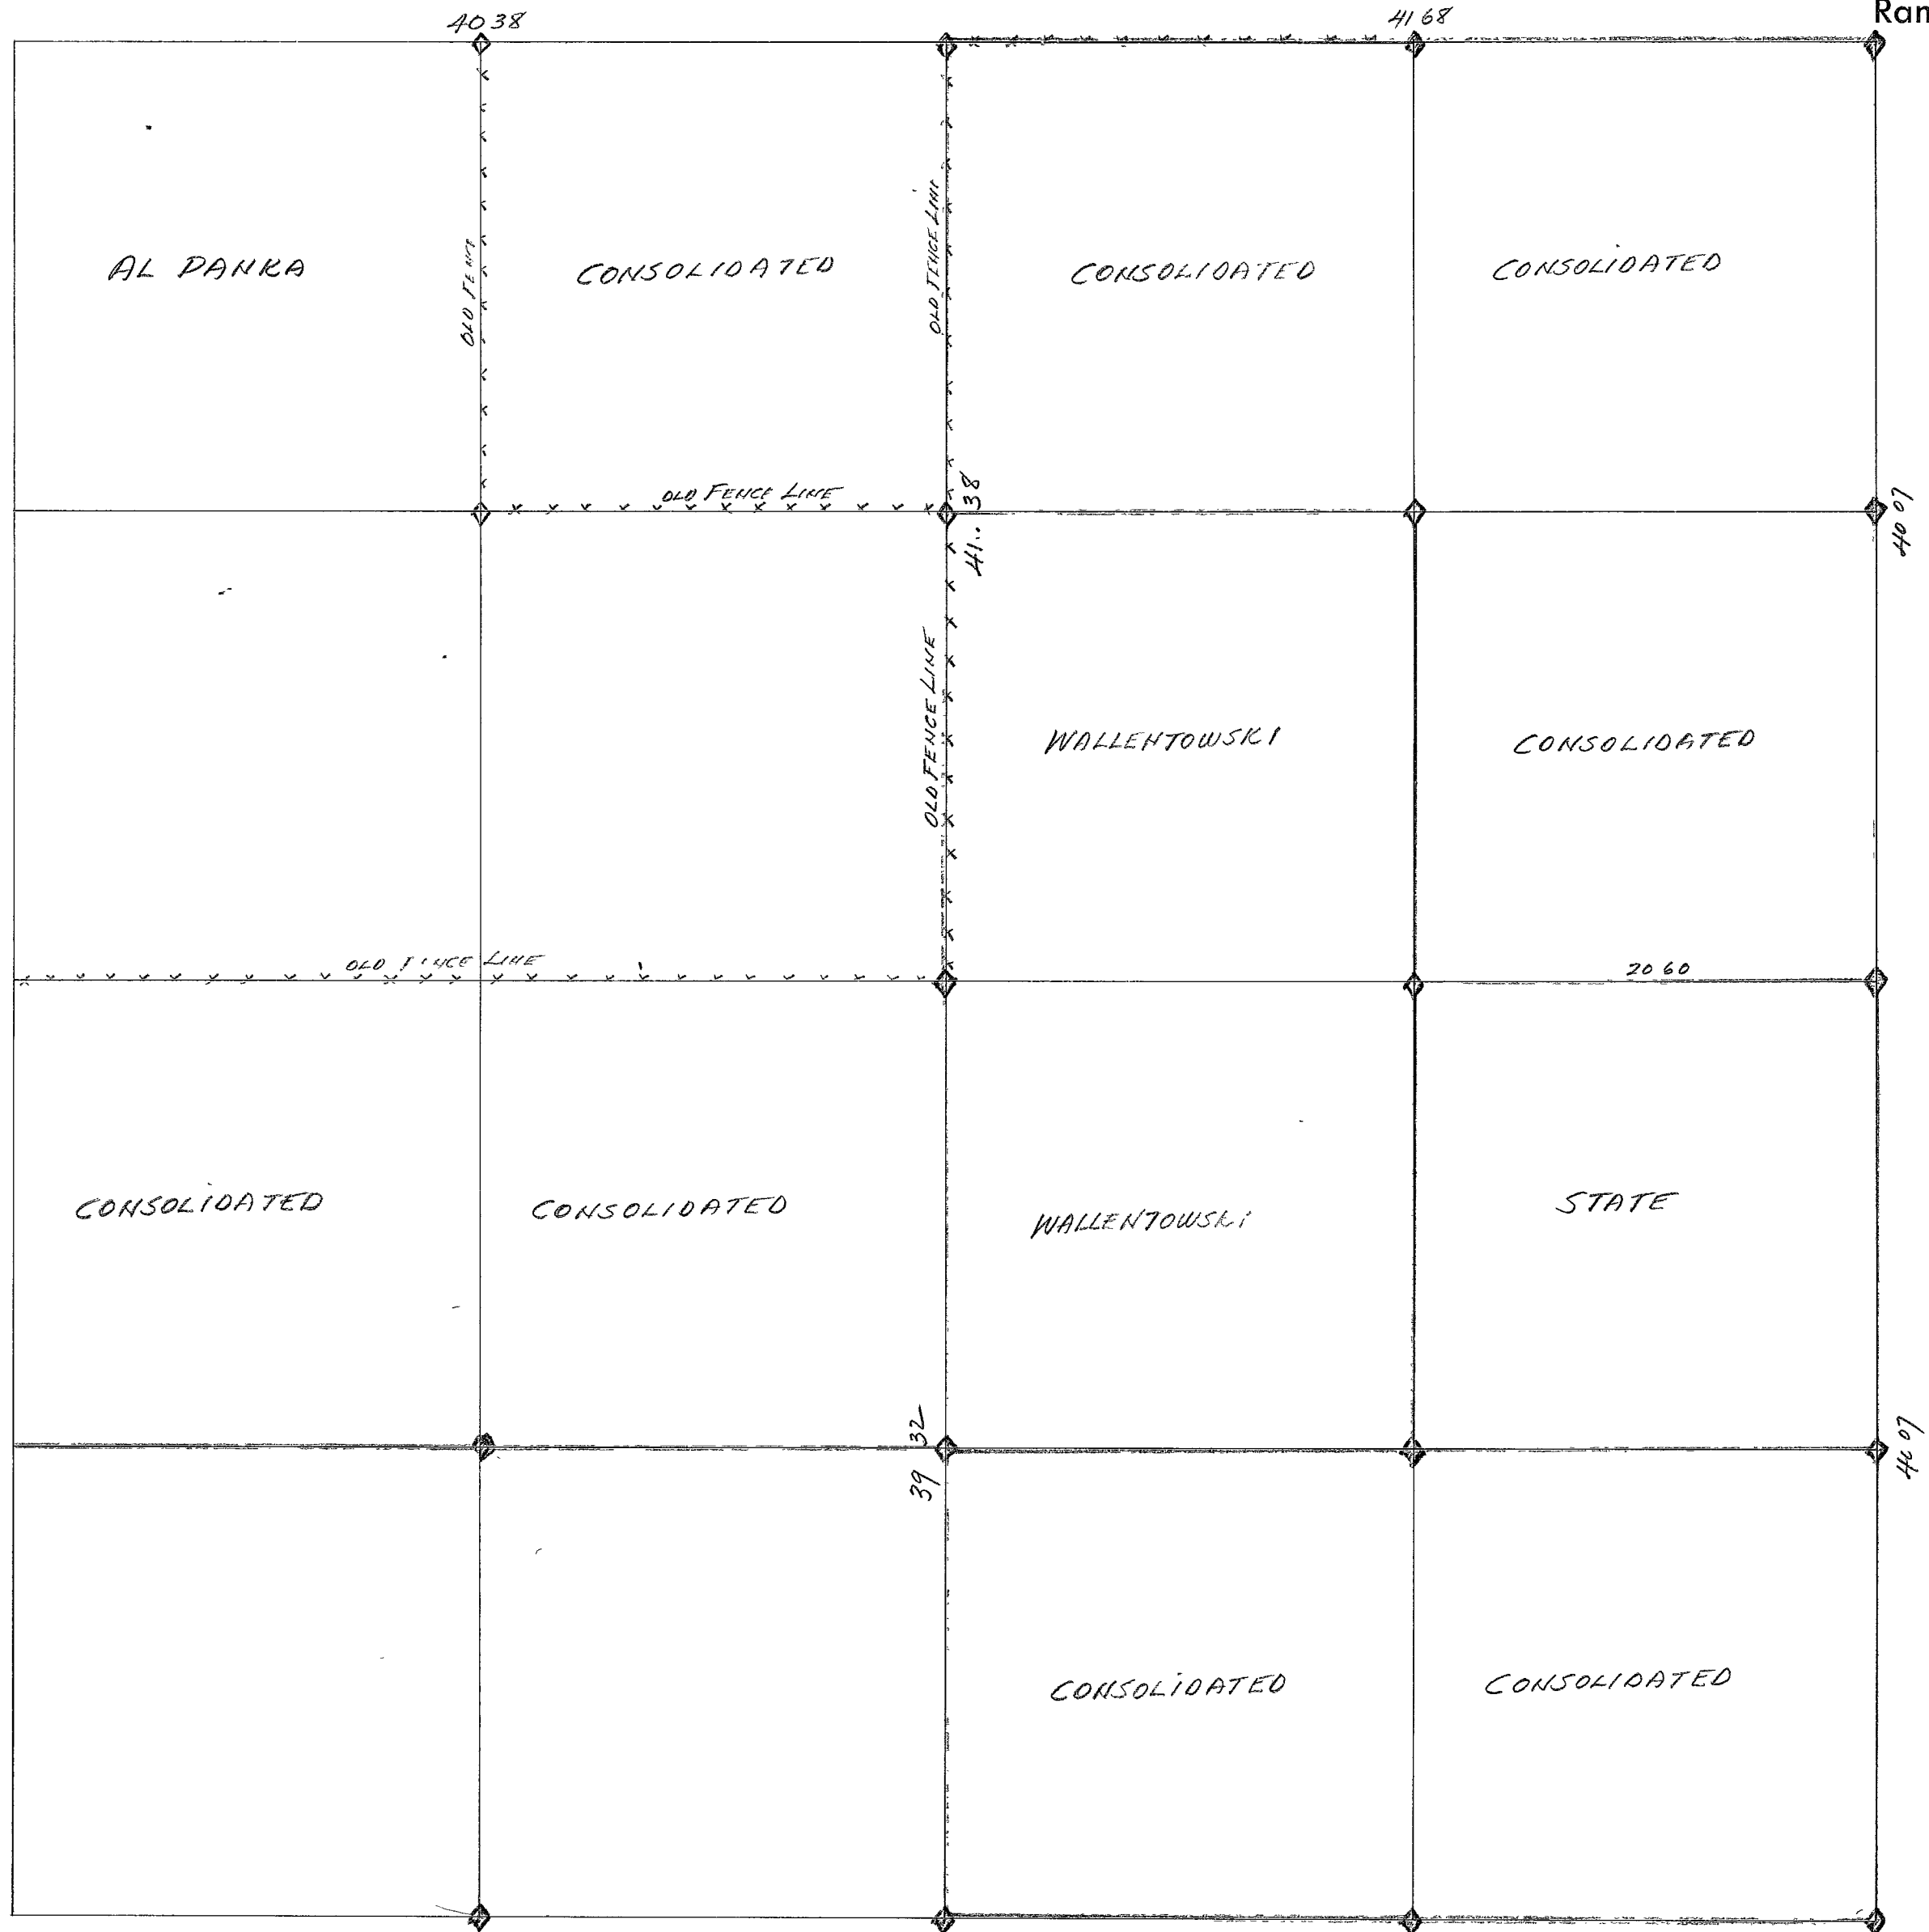 40 38
41 68
Ran
AL PANKA
OLD FENCE
CONSOLIDATED
OLD FENCE LINE
CONSOLIDATED
CONSOLIDATED
OLD FENCE LINE
41.. 38
40 07
OLD FENCE LINE
WALLENTOWSKI
CONSOLIDATED
OLD FENCE LINE
20 60
CONSOLIDATED
CONSOLIDATED
WALLENTOWSKI
STATE
39 32
40 07
CONSOLIDATED
CONSOLIDATED